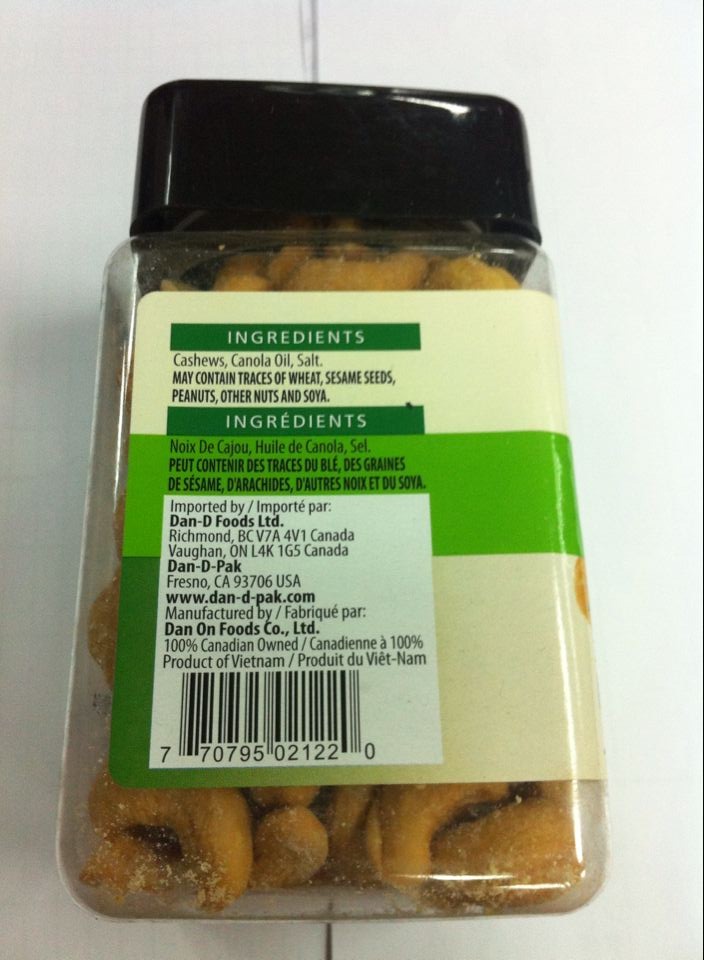 INGREDIENTS
Cashews, Canola Oil, Salt.
MAY CONTAIN TRACES OF WHEAT, SESAME SEEDS,
PEANUTS, OTHER NUTS AND SOYA.
INGRÉDIENTS
Noix De Cajou, Huile de Canola, Sel.
PEUT CONTENIR DES TRACES DU BLÉ, DES GRAINES
DE SÉSAME, D'ARACHIDES, D'AUTRES NOIX ET DU SOYA.
Imported by / Importé par:
Dan-D Foods Ltd.
Richmond, BC V7A 4V1 Canada
Vaughan, ON L4K 1G5 Canada
Dan-D-Pak
Fresno, CA 93706 USA
www.dan-d-pak.com
Manufactured by / Fabriqué par:
Dan On Foods Co., Ltd.
100% Canadian Owned / Canadienne à 100%
Product of Vietnam / Produit du Viêt-Nam
7 70795 02122 0